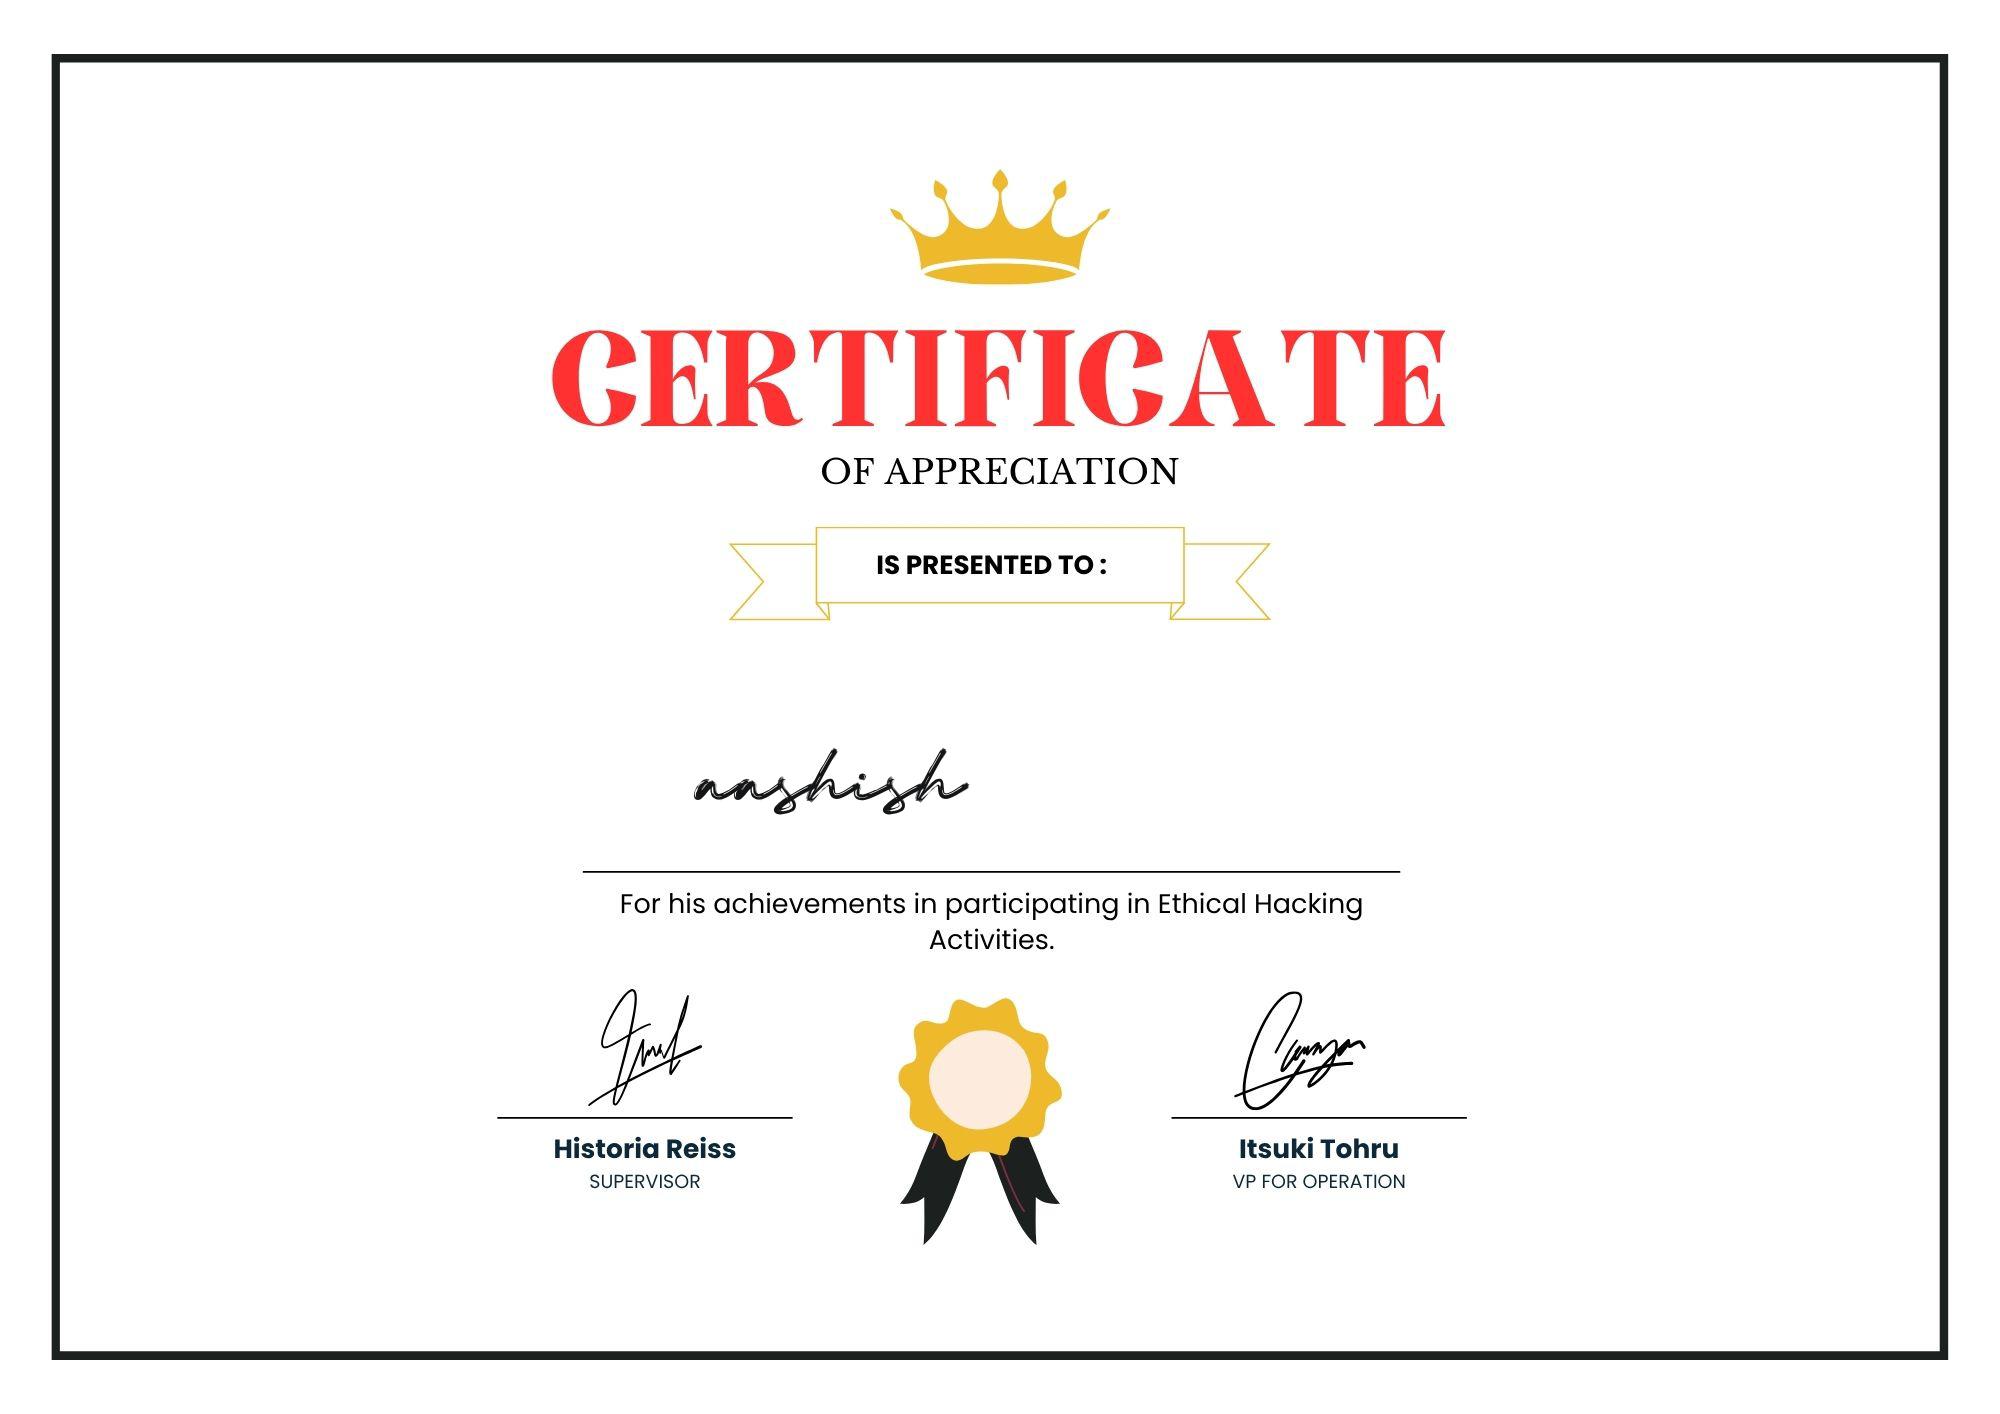 CERTIFICATE
OF APPRECIATION
IS PRESENTED TO :
aashish
For his achievements in participating in Ethical Hacking
Activities.
Historia Reiss
SUPERVISOR
Itsuki Tohru
VP FOR OPERATION